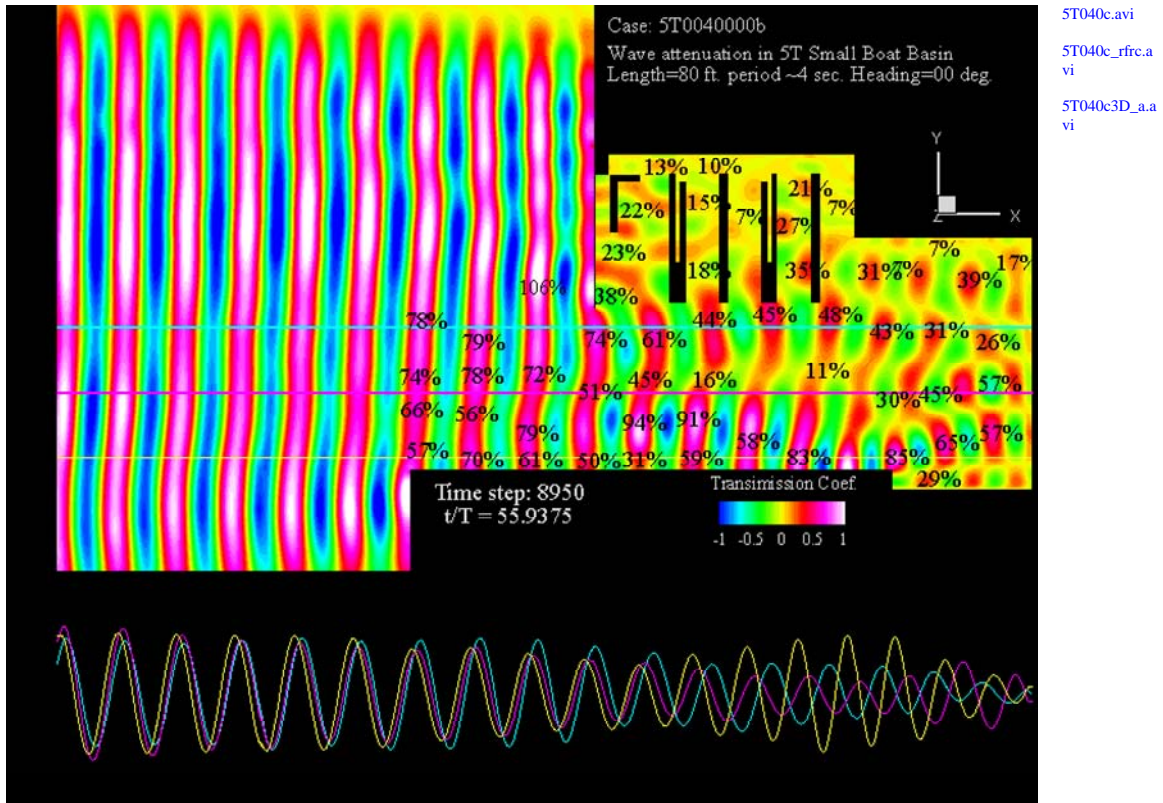 5T040c.avi
5T040c_rfrc.a
vi
5T040c3D_a.a
vi
Case: 5T0040000b
Wave attenuation in 5T Small Boat Basin
Length=80 ft. period ~4 sec. Heading=00 deg.
Y
Z
X
13% 10%
15% 21%
22% 7% 7%
27%
23% 7%
18% 35% 31% 7% 17%
39%
106% 38%
78% 44% 45% 48%
79% 74% 61% 43% 31% 26%
74% 78% 72% 45% 16% 11% 57%
51% 30% 45%
66% 56% 94% 91%
79% 58% 65% 57%
57% 70% 61% 50% 31% 59% 83% 85%
29%
Time step: 8950
t/T = 55.9375
Transimission Coef.
-1 -0.5 0 0.5 1